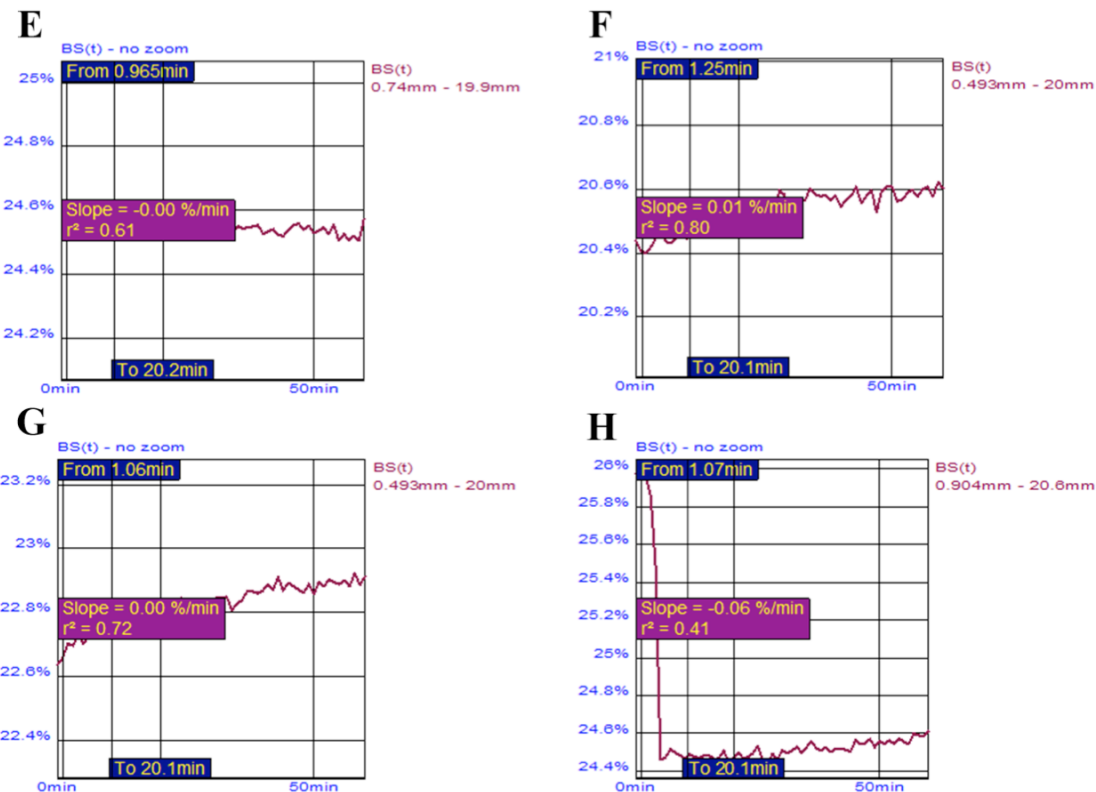 E
BS(t) - no zoom
25%
24.8%
24.6%
24.4%
24.2%
From 0.965min
Slope = -0.00 %/min
r² = 0.61
To 20.2min
0min
50min
BS(t)
0.74mm - 19.9mm
F
BS(t) - no zoom
21%
20.8%
20.6%
20.4%
20.2%
From 1.25min
Slope = 0.01 %/min
r² = 0.80
To 20.1min
0min
50min
BS(t)
0.493mm - 20mm
G
BS(t) - no zoom
23.2%
23%
22.8%
22.6%
22.4%
From 1.06min
Slope = 0.00 %/min
r² = 0.72
To 20.1min
0min
50min
BS(t)
0.493mm - 20mm
H
BS(t) - no zoom
26%
25.8%
25.6%
25.4%
25.2%
25%
24.8%
24.6%
24.4%
From 1.07min
Slope = -0.06 %/min
r² = 0.41
To 20.1min
0min
50min
BS(t)
0.904mm - 20.6mm